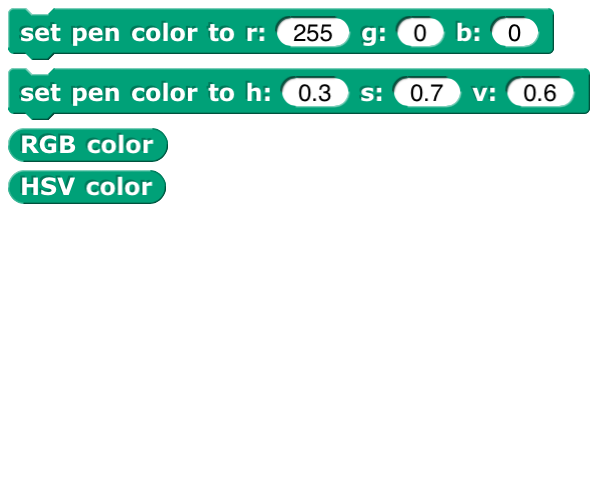 set pen color to r: 255 g: 0 b: 0
set pen color to h: 0.3 s: 0.7 v: 0.6
RGB color
HSV color